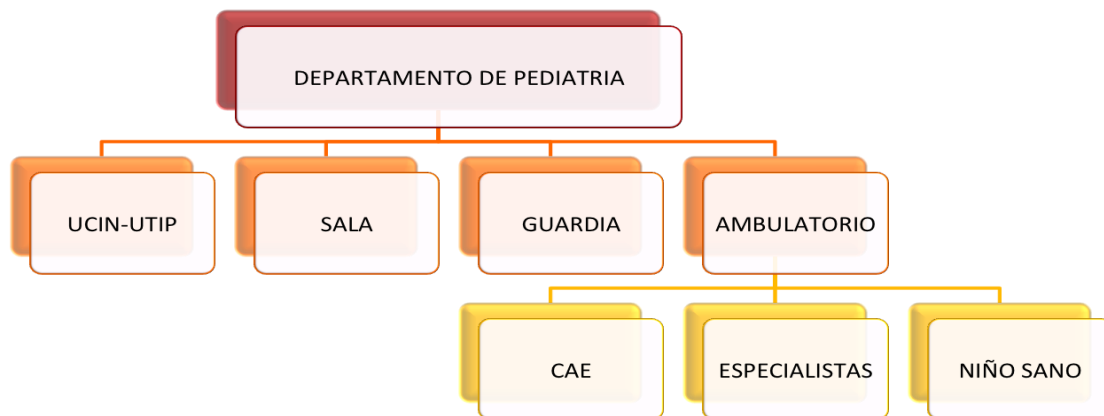 DEPARTAMENTO DE PEDIATRIA
UCIN-UTIP
SALA
GUARDIA
AMBULATORIO
CAE
ESPECIALISTAS
NIÑO SANO